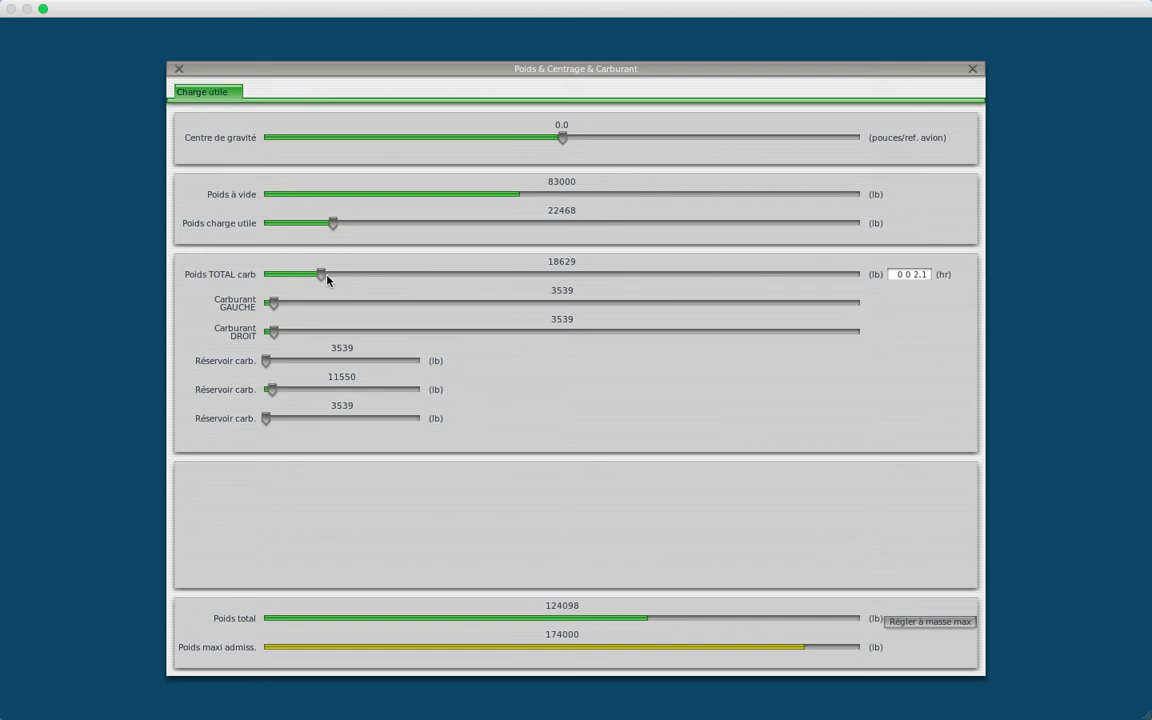 Poids & Centrage & Carburant
Charge utile
0.0
Centre de gravité
(pouces/ref. avion)
83000
Poids à vide
(lb)
22468
Poids charge utile
(lb)
18629
Poids TOTAL carb
(lb)
0 0 2.1
(hr)
3539
Carburant
GAUCHE
3539
Carburant
DROIT
3539
Réservoir carb.
(lb)
11550
Réservoir carb.
(lb)
3539
Réservoir carb.
(lb)
124098
Poids total
(lb)
Régler à masse max
174000
Poids maxi admiss.
(lb)